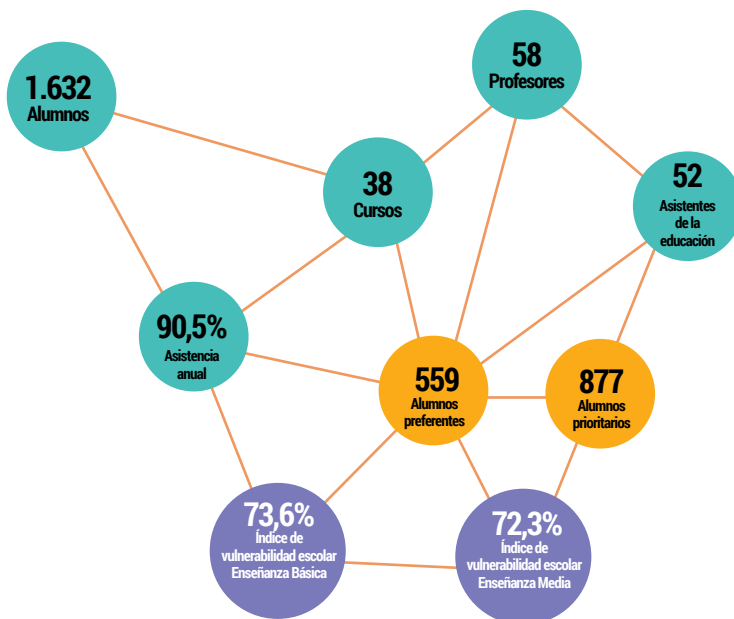 58
Profesores
1.632
Alumnos
38
Cursos
52
Asistentes
de la
educación
90,5%
Asistencia
anual
559
Alumnos
preferentes
877
Alumnos
prioritarios
73,6%
Índice de
vulnerabilidad escolar
Enseñanza Básica
72,3%
Índice de
vulnerabilidad escolar
Enseñanza Media